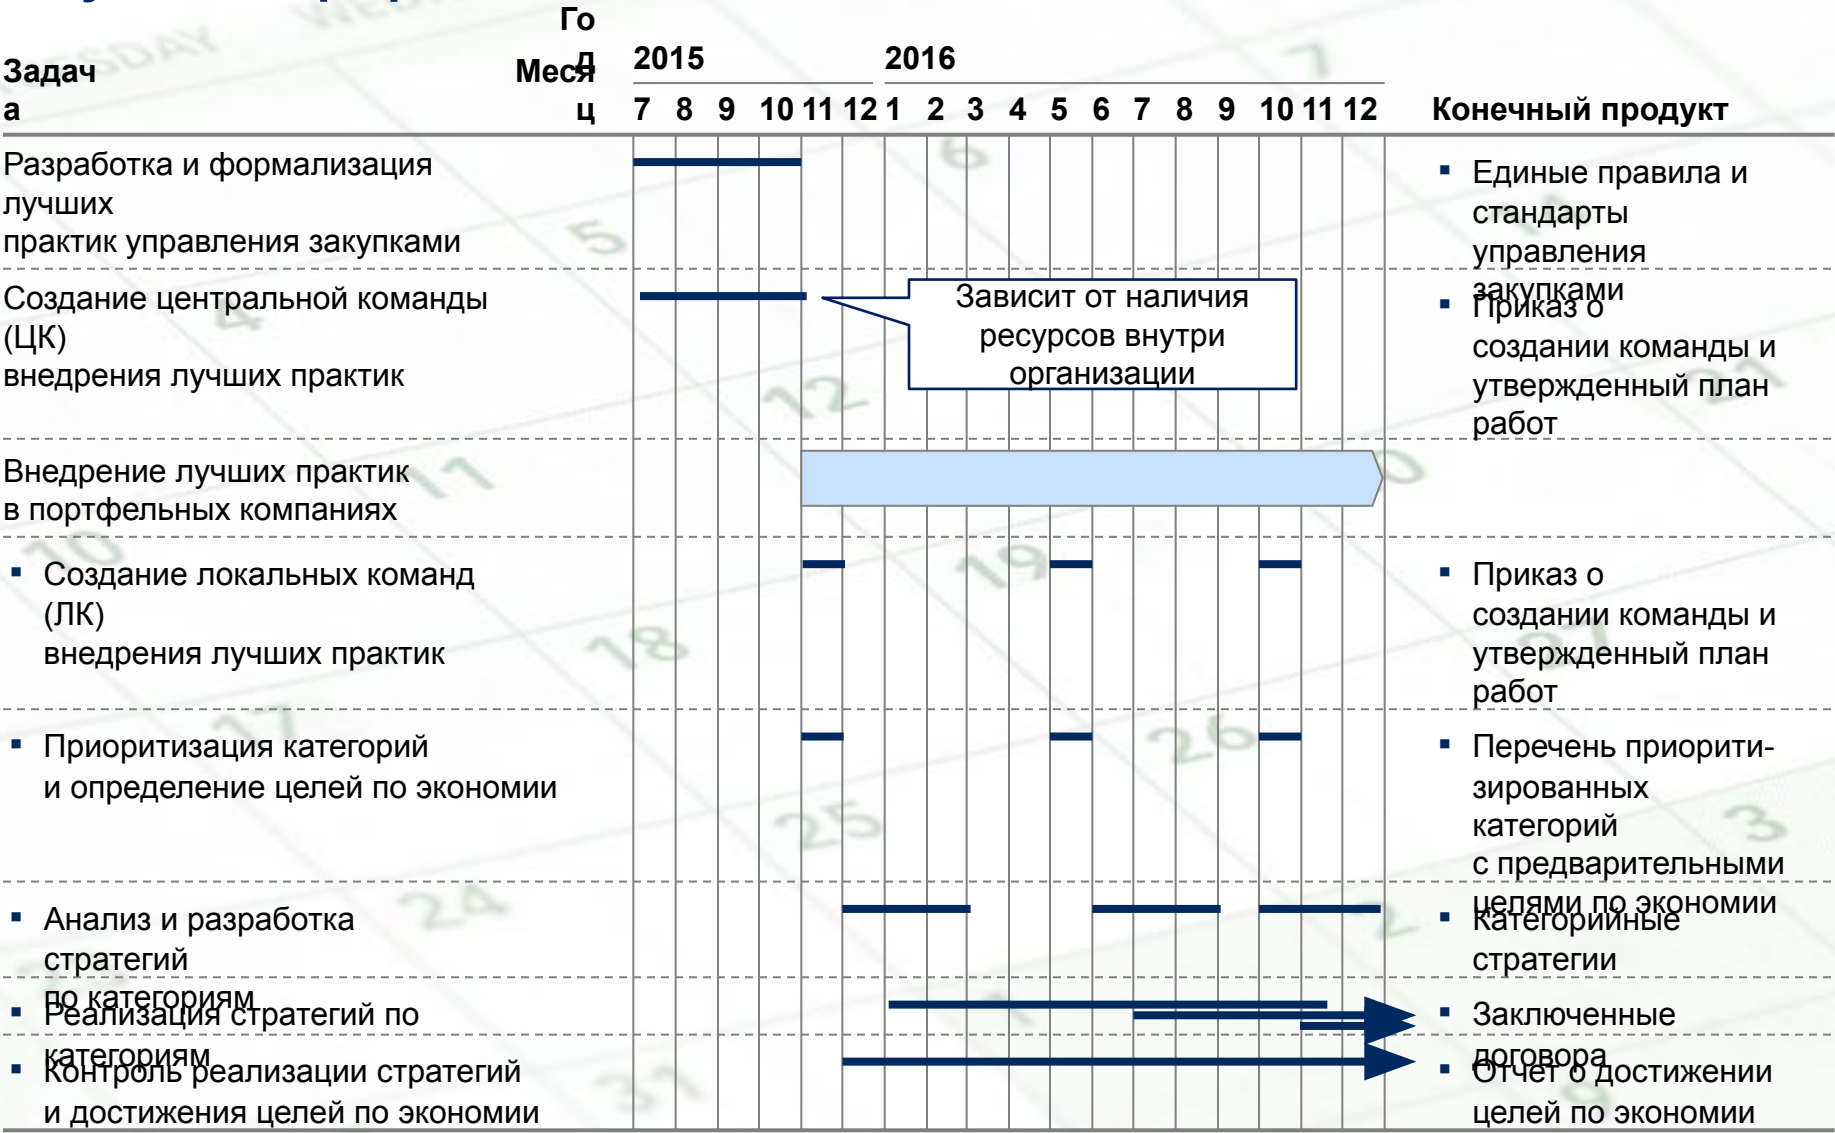 Год
Задача
Месяц
2015
2016
7 8 9 10 11 12 1 2 3 4 5 6 7 8 9 10 11 12
Конечный продукт
Разработка и формализация
лучших
практик управления закупками
▪ Единые правила и
стандарты
управления
закупками
Создание центральной команды
(ЦК)
внедрения лучших практик
Зависит от наличия
ресурсов внутри
организации
▪ Приказ о
создании команды и
утвержденный план
работ
Внедрение лучших практик
в портфельных компаниях
▪ Создание локальных команд
(ЛК)
внедрения лучших практик
▪ Приказ о
создании команды и
утвержденный план
работ
▪ Приоритизация категорий
и определение целей по экономии
▪ Перечень приорити-
зированных
категорий
с предварительными
целями по экономии
▪ Анализ и разработка
стратегий
по категориям
▪ Категорийные
стратегии
▪ Реализация стратегий по
категориям
▪ Заключенные
договора
▪ Контроль реализации стратегий
и достижения целей по экономии
▪ Отчет о достижении
целей по экономии